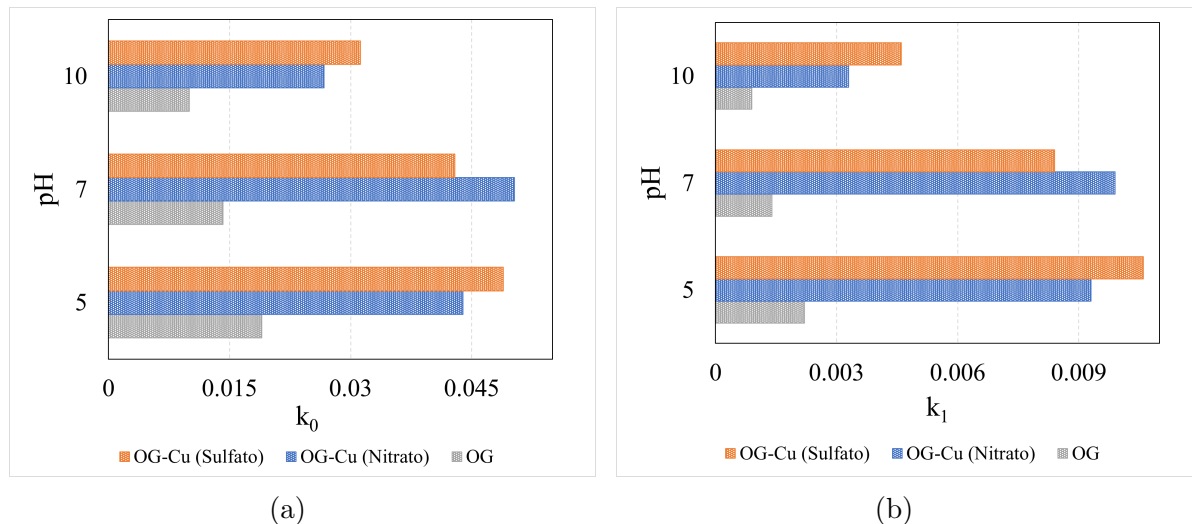 10
7
5
pH
0
0.015
0.03
0.045
k₀
OG-Cu (Sulfato) OG-Cu (Nitrato) OG
(a)
10
7
5
pH
0
0.003
0.006
0.009
k₁
OG-Cu (Sulfato) OG-Cu (Nitrato) OG
(b)